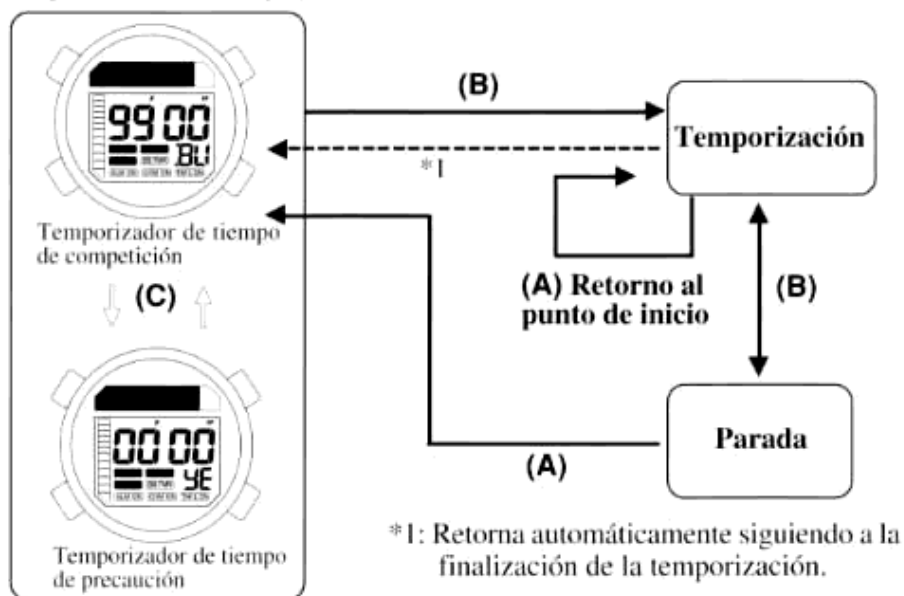 99 00
BU
Temporizador de tiempo
de competición
(C)
00 00
YE
Temporizador de tiempo
de precaución
(B)
*1
Temporización
(A) Retorno al
punto de inicio
(B)
Parada
(A)
*1: Retorna automáticamente siguiendo a la
finalización de la temporización.